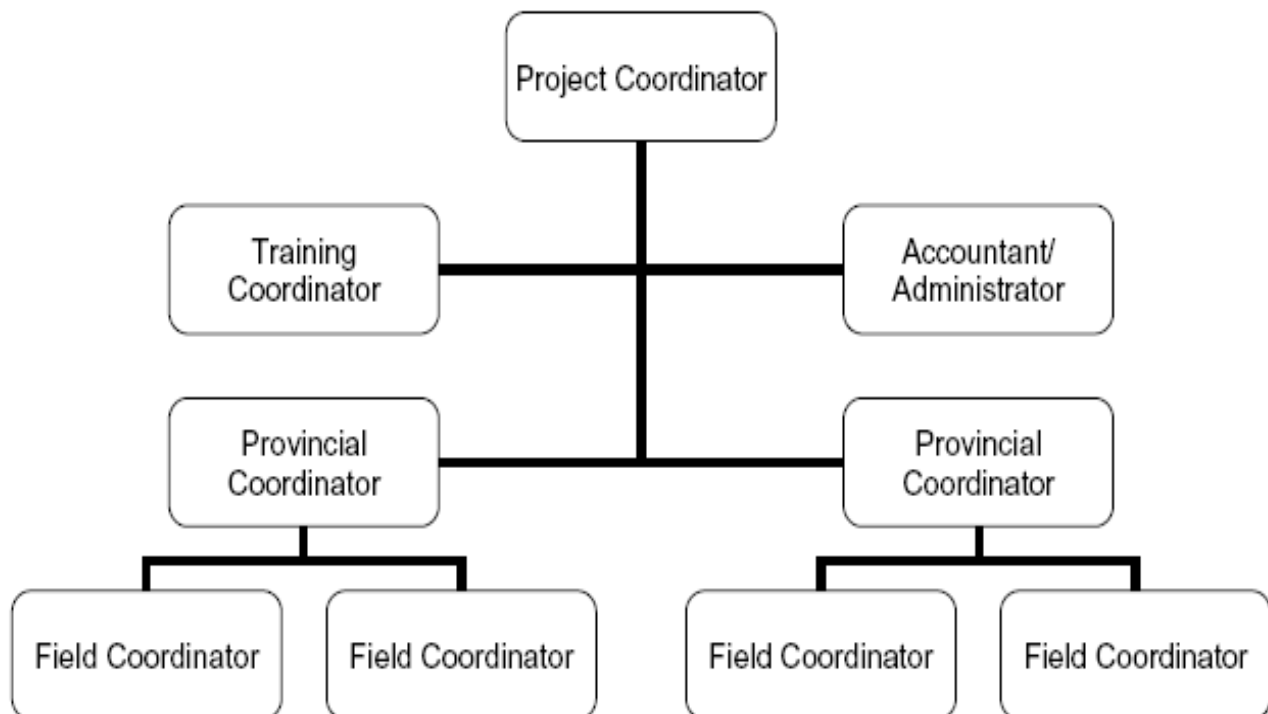 Project Coordinator
Training
Coordinator
Accountant/
Administrator
Provincial
Coordinator
Provincial
Coordinator
Field Coordinator
Field Coordinator
Field Coordinator
Field Coordinator